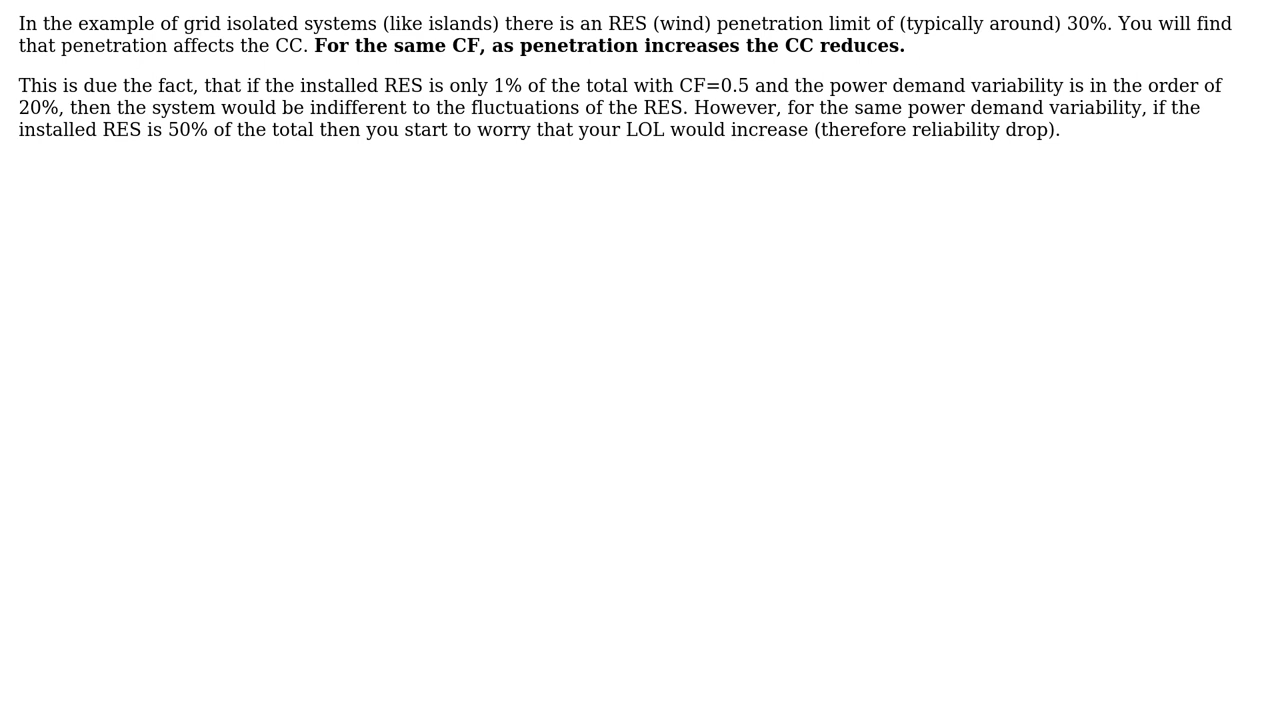 In the example of grid isolated systems (like islands) there is an RES (wind) penetration limit of (typically around) 30%. You will find
that penetration affects the CC. For the same CF, as penetration increases the CC reduces.
This is due the fact, that if the installed RES is only 1% of the total with CF=0.5 and the power demand variability is in the order of
20%, then the system would be indifferent to the fluctuations of the RES. However, for the same power demand variability, if the
installed RES is 50% of the total then you start to worry that your LOL would increase (therefore reliability drop).